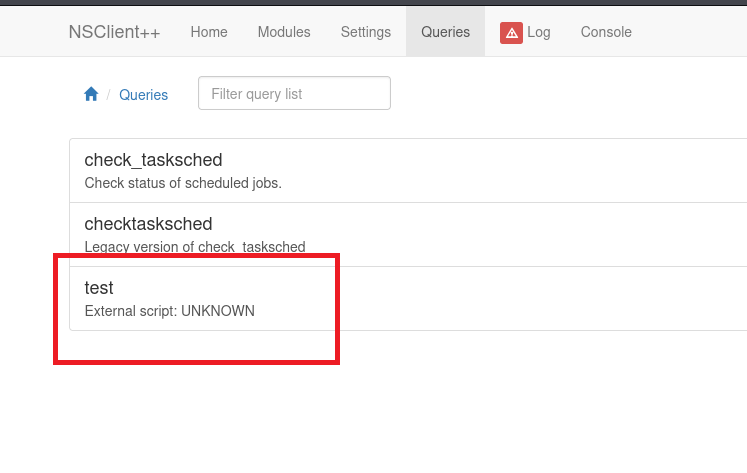 NSClient++ Home Modules Settings Queries Log Console
/ Queries Filter query list
check_tasksched
Check status of scheduled jobs.
checktasksched
Legacy version of check_tasksched
test
External script: UNKNOWN